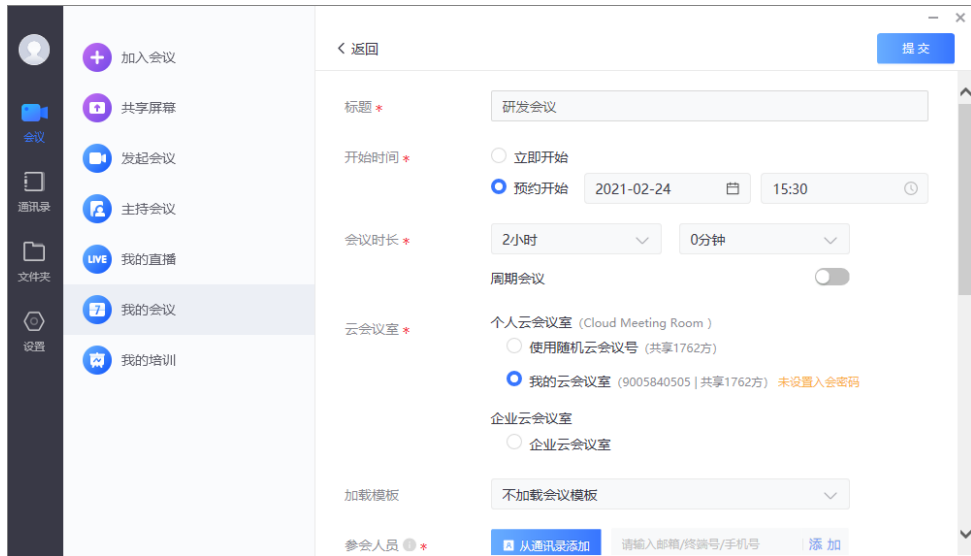 加入会议
返回
提交
会议
共享屏幕
标题 *
研发会议
发起会议
开始时间 *
立即开始
预约开始
2021-02-24
15:30
通讯录
主持会议
会议时长 *
2小时
0分钟
LIVE
我的直播
文件夹
周期会议
7
我的会议
云会议室 *
个人云会议室 (Cloud Meeting Room )
使用随机云会议号 (共享1762方)
设置
我的培训
我的云会议室 (9005840505 | 共享1762方) 未设置入会密码
企业云会议室
企业云会议室
加载模板
不加载会议模板
参会人员 *
从通讯录添加
请输入邮箱/终端号/手机号
添 加